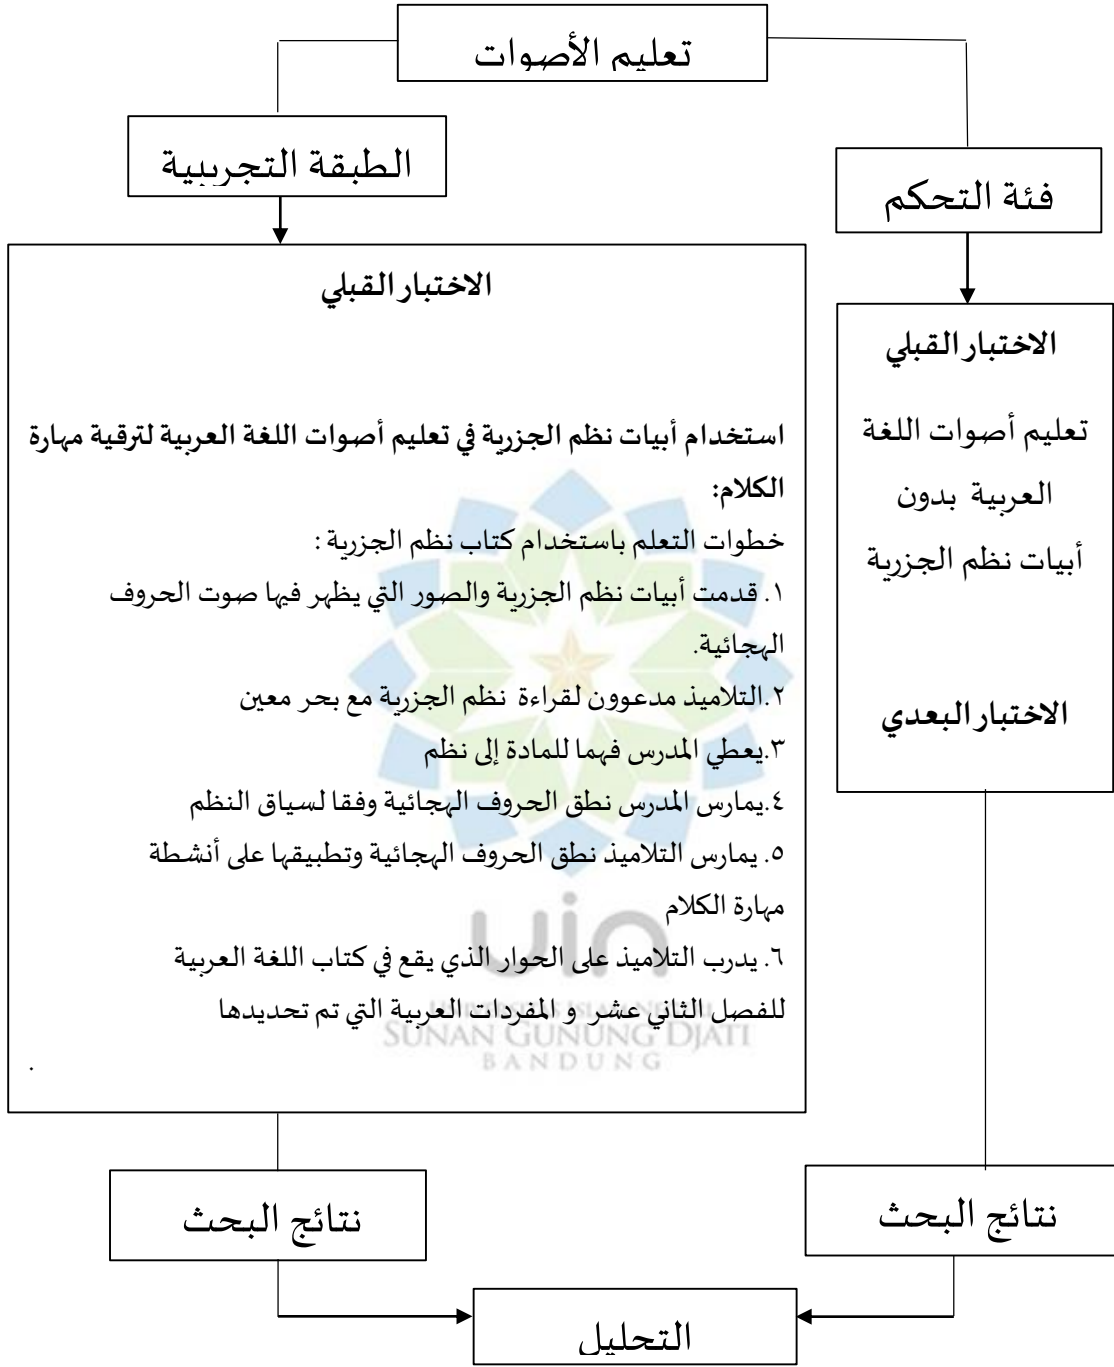 تعليم الأصوات
الطبقة التجريبية
فئة التحكم
الاختبار القبلي
استخدام أبيات نظم الجزرية في تعليم أصوات اللغة العربية لترقية مهارة
الكلام:
خطوات التعلم باستخدام كتاب نظم الجزرية :
١. قدمت أبيات نظم الجزرية والصور التي يظهر فيها صوت الحروف
الهجائية.
٢.التلاميذ مدعوون لقراءة نظم الجزرية مع بحر معين
٣.يعطي المدرس فهما للمادة إلى نظم
٤.يمارس المدرس نطق الحروف الهجائية وفقا لسياق النظم
٥. يمارس التلاميذ نطق الحروف الهجائية وتطبيقها على أنشطة
مهارة الكلام
٦. يدرب التلاميذ على الحوار الذي يقع في كتاب اللغة العربية
للفصل الثاني عشر و المفردات العربية التي تم تحديدها
.
الاختبار القبلي
تعليم أصوات اللغة
العربية بدون
أبيات نظم الجزرية
الاختبار البعدي
uin
UNIVERSITAS ISLAM NEGERI
SUNAN GUNUNG DJATI
BANDUNG
نتائج البحث
نتائج البحث
التحليل